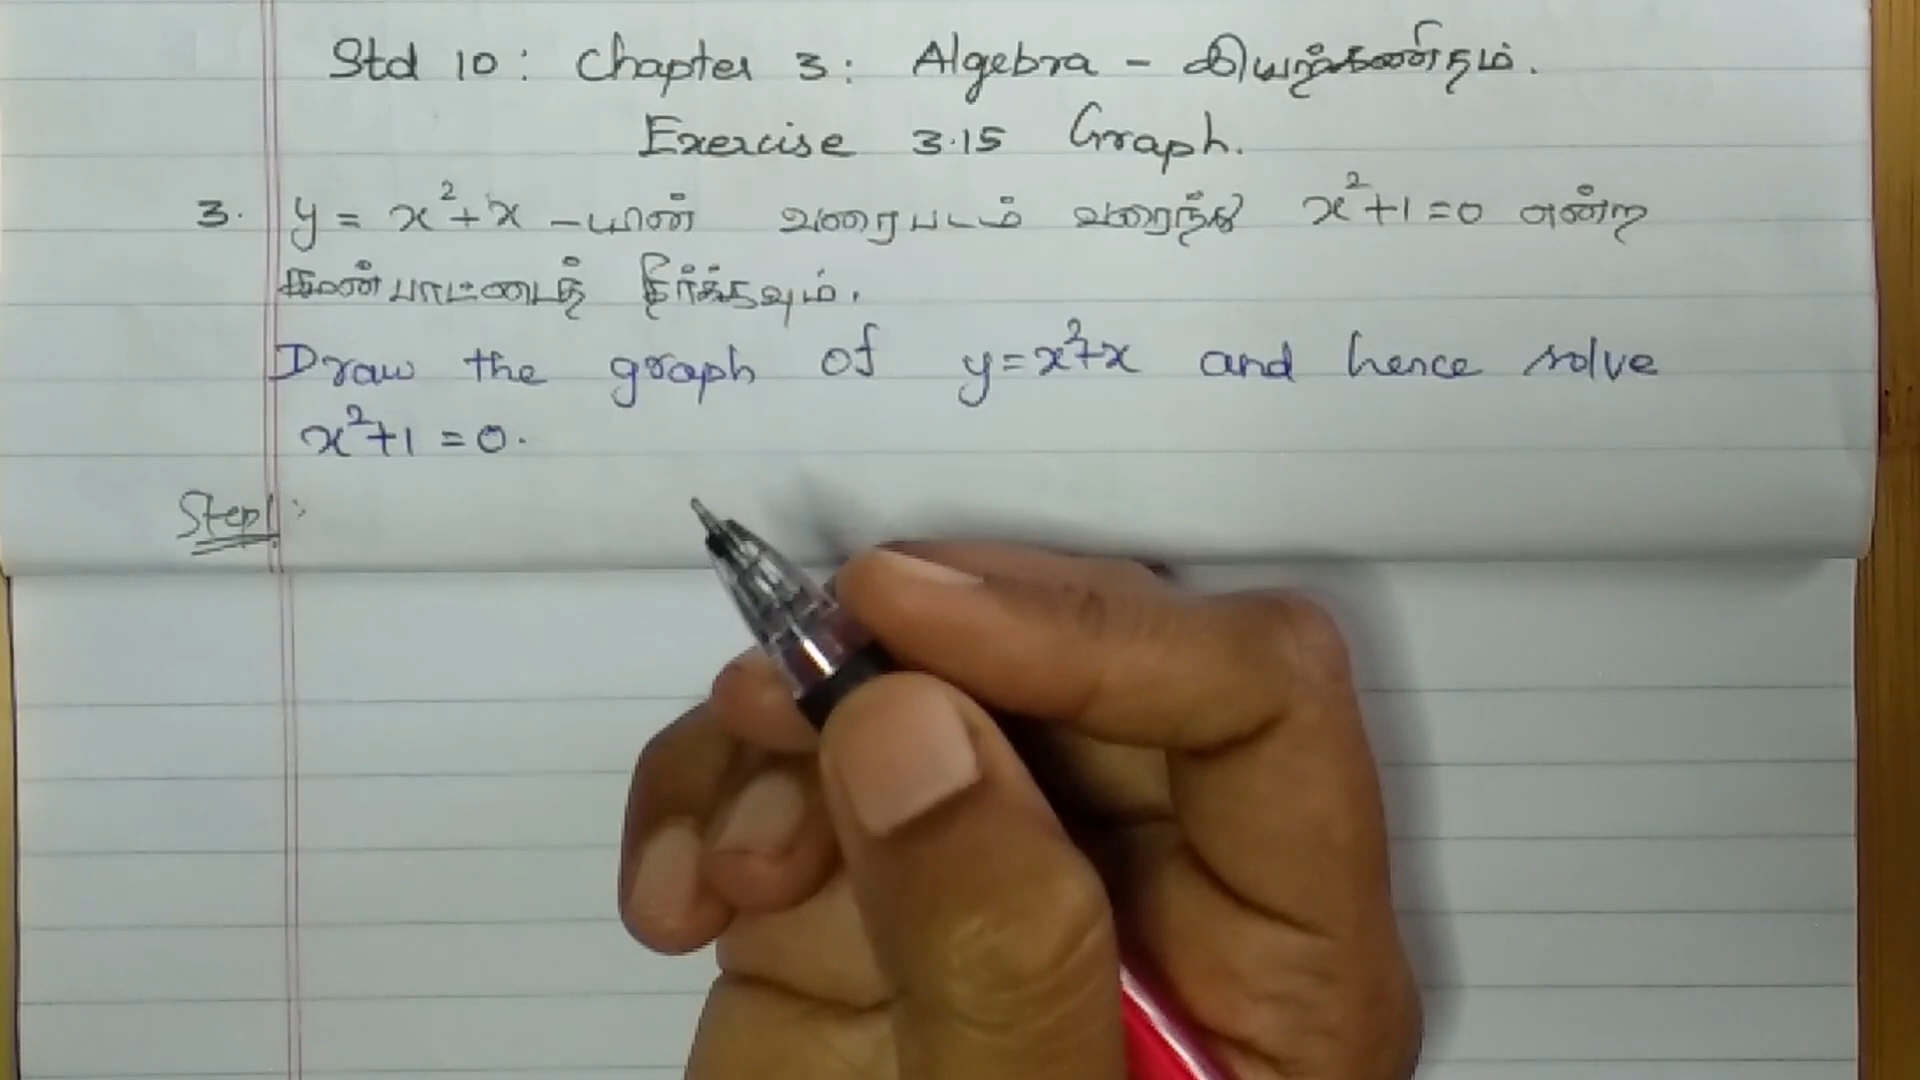 Std 10: Chapter 3: Algebra - இயற்கணிதம்.
Exercise 3.15 Graph.
3. y = x²+x -யின் வரைபடம் வரைந்து x²+1=0 என்ற
சமன்பாட்டைத் தீர்க்கவும்.
Draw the graph of y=x²+x and hence solve
x²+1=0.
Step1: